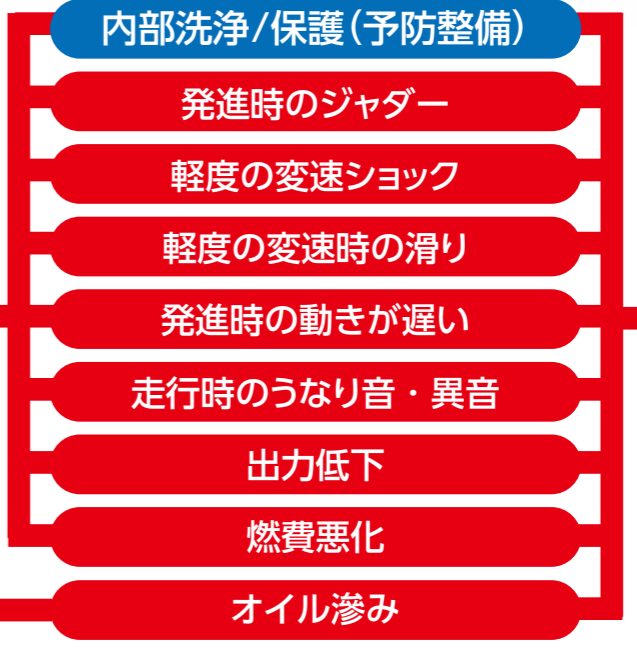 内部洗浄/保護(予防整備)
発進時のジャダー
軽度の変速ショック
軽度の変速時の滑り
発進時の動きが遅い
走行時のうなり音・異音
出力低下
燃費悪化
オイル滲み